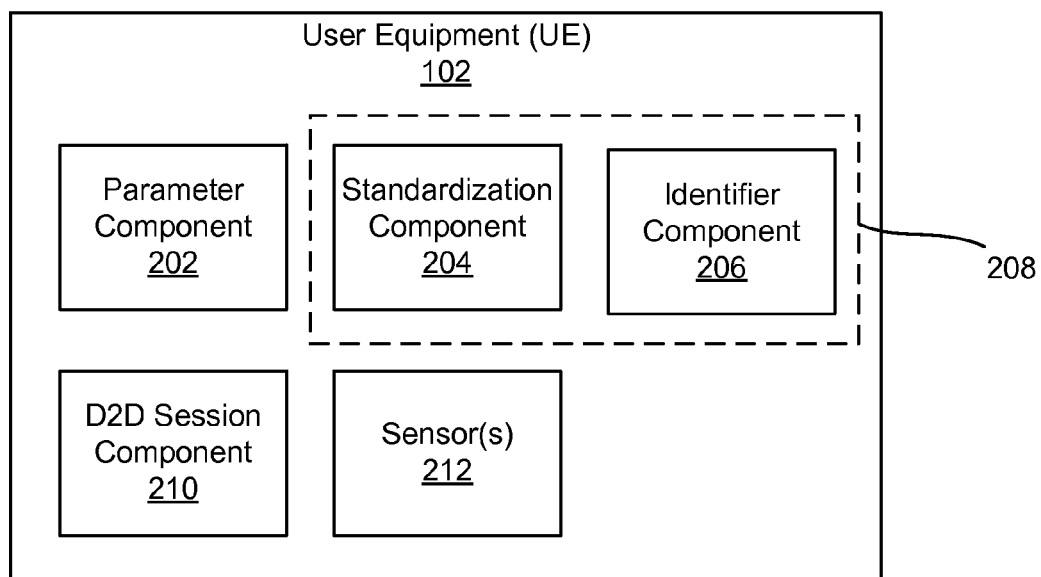 User Equipment (UE)
102
Parameter
Component
202
Standardization
Component
204
Identifier
Component
206
208
D2D Session
Component
210
Sensor(s)
212